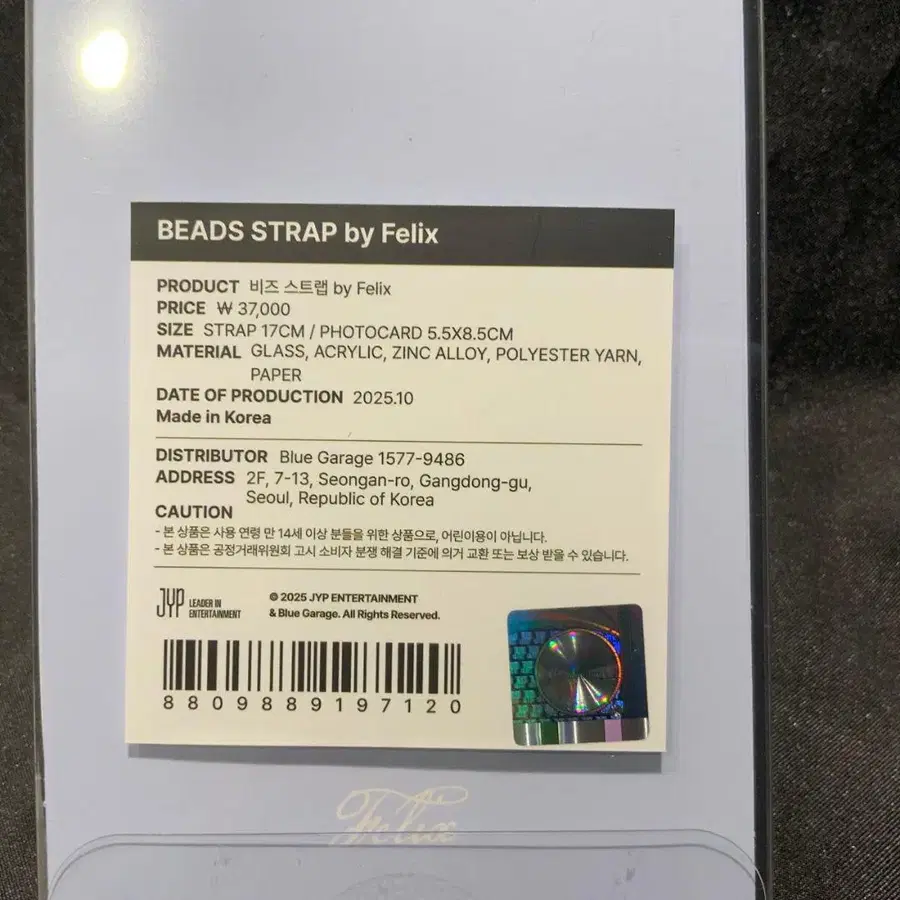 BEADS STRAP by Felix
PRODUCT 비즈 스트랩 by Felix
PRICE ₩ 37,000
SIZE STRAP 17CM / PHOTOCARD 5.5X8.5CM
MATERIAL GLASS, ACRYLIC, ZINC ALLOY, POLYESTER YARN,
PAPER
DATE OF PRODUCTION 2025.10
Made in Korea
DISTRIBUTOR Blue Garage 1577-9486
ADDRESS 2F, 7-13, Seongan-ro, Gangdong-gu,
Seoul, Republic of Korea
CAUTION
- 본 상품은 사용 연령 만 14세 이상 분들을 위한 상품으로, 어린이용이 아닙니다.
- 본 상품은 공정거래위원회 고시 소비자 분쟁 해결 기준에 의거 교환 또는 보상 받을 수 있습니다.
JYP LEADER IN
ENTERTAINMENT
© 2025 JYP ENTERTAINMENT
& Blue Garage. All Rights Reserved.
8809889197120
Felix